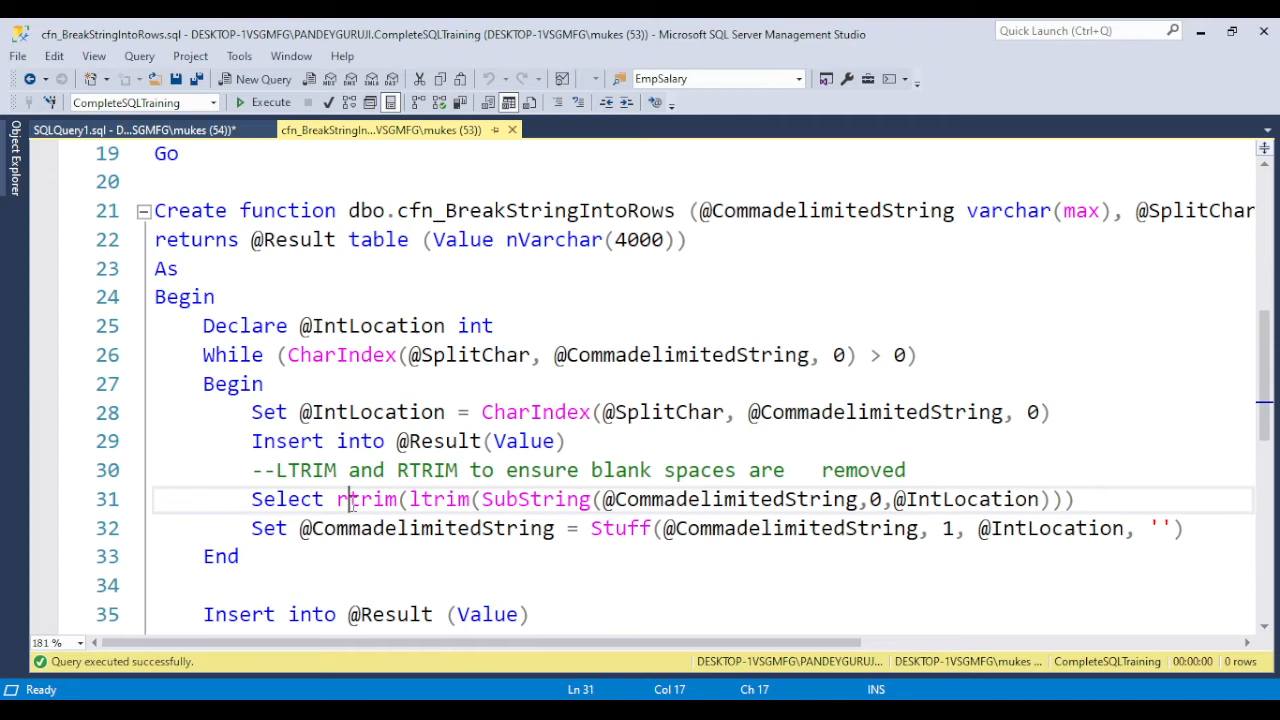 cfn_BreakStringIntoRows.sql - DESKTOP-1VSGMFG\PANDEYGURUJI.CompleteSQLTraining (DESKTOP-1VSGMFG\mukes (53)) - Microsoft SQL Server Management Studio
Quick Launch (Ctrl+Q)
File Edit View Query Project Tools Window Help
New Query
MDX DMX XMLA DAX
EmpSalary
CompleteSQLTraining
Execute
SQLQuery1.sql - D...SGMFG\mukes (54))*
cfn_BreakStringIn...VSGMFG\mukes (53))
Object Explorer
19 Go
20
21 Create function dbo.cfn_BreakStringIntoRows (@CommadelimitedString varchar(max), @SplitChar
22 returns @Result table (Value nVarchar(4000))
23 As
24 Begin
25 Declare @IntLocation int
26 While (CharIndex(@SplitChar, @CommadelimitedString, 0) > 0)
27 Begin
28 Set @IntLocation = CharIndex(@SplitChar, @CommadelimitedString, 0)
29 Insert into @Result(Value)
30 --LTRIM and RTRIM to ensure blank spaces are   removed
31 Select rtrim(ltrim(SubString(@CommadelimitedString,0,@IntLocation)))
32 Set @CommadelimitedString = Stuff(@CommadelimitedString, 1, @IntLocation, '')
33 End
34
35 Insert into @Result (Value)
181 %
Query executed successfully.
DESKTOP-1VSGMFG\PANDEYGURUJI... DESKTOP-1VSGMFG\mukes ... CompleteSQLTraining 00:00:00 0 rows
Ready
Ln 31 Col 17 Ch 17 INS